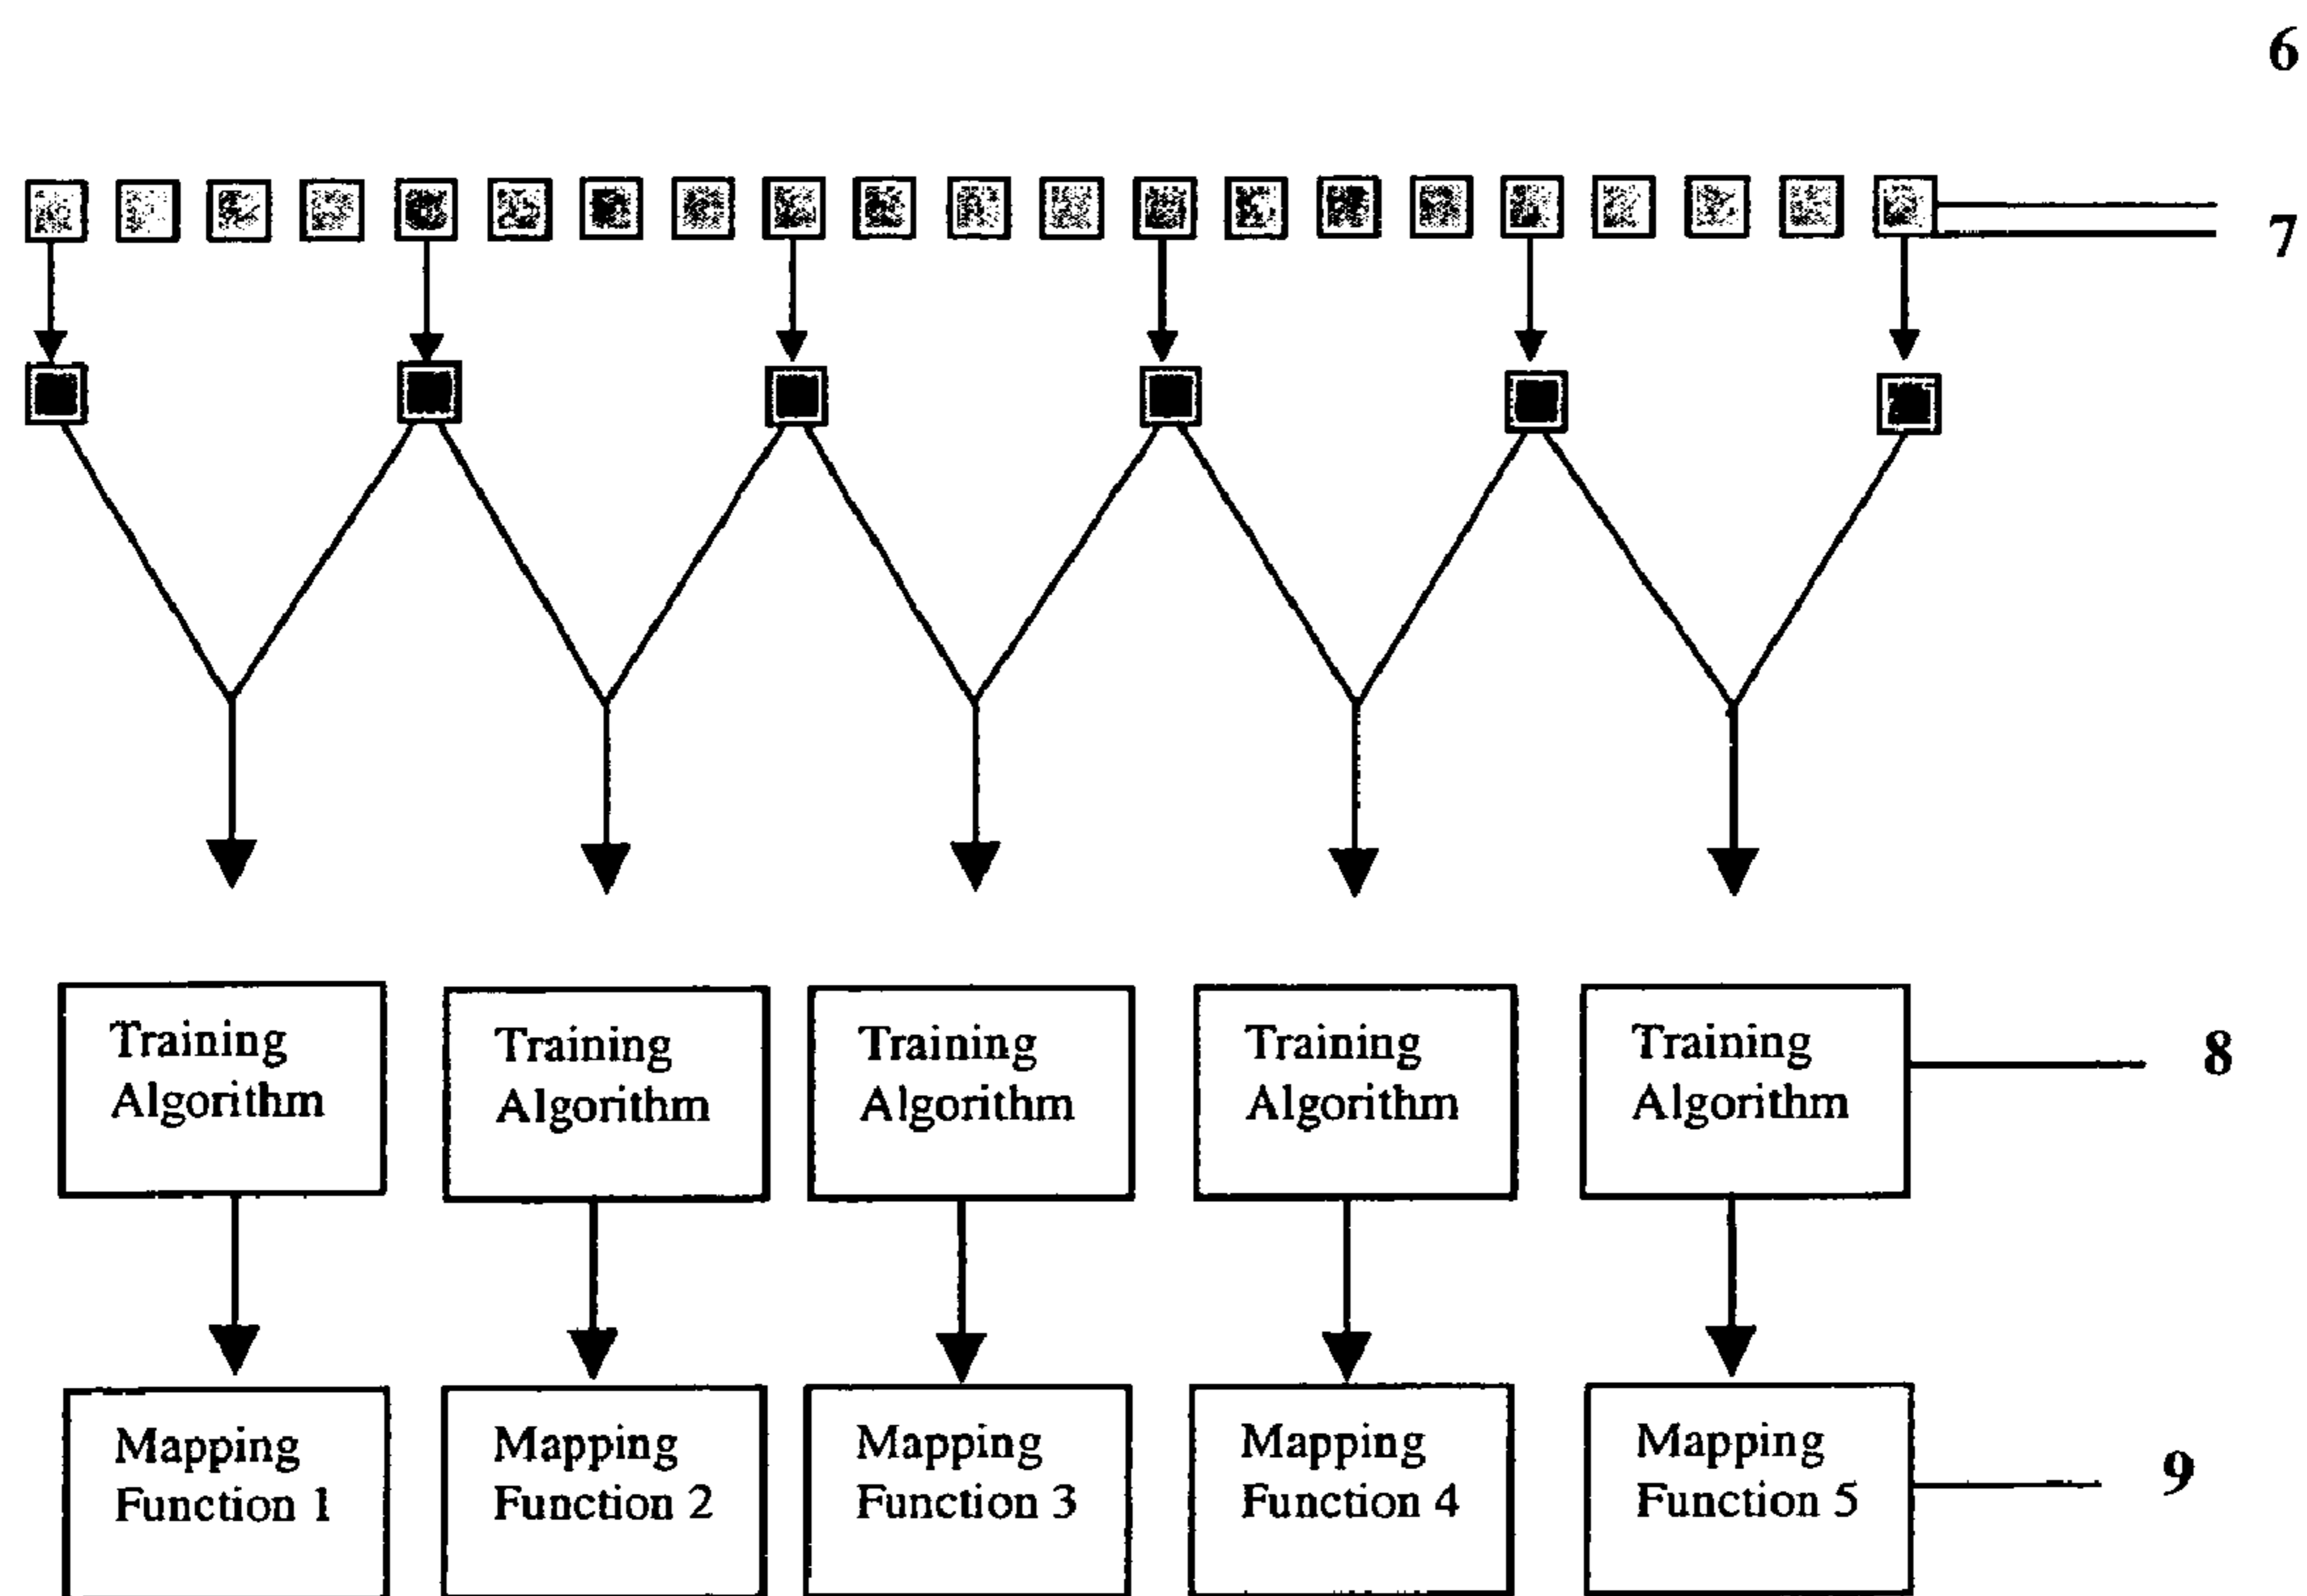 6
7
Training
Algorithm
Training
Algorithm
Training
Algorithm
Training
Algorithm
Training
Algorithm
8
Mapping
Function 1
Mapping
Function 2
Mapping
Function 3
Mapping
Function 4
Mapping
Function 5
9